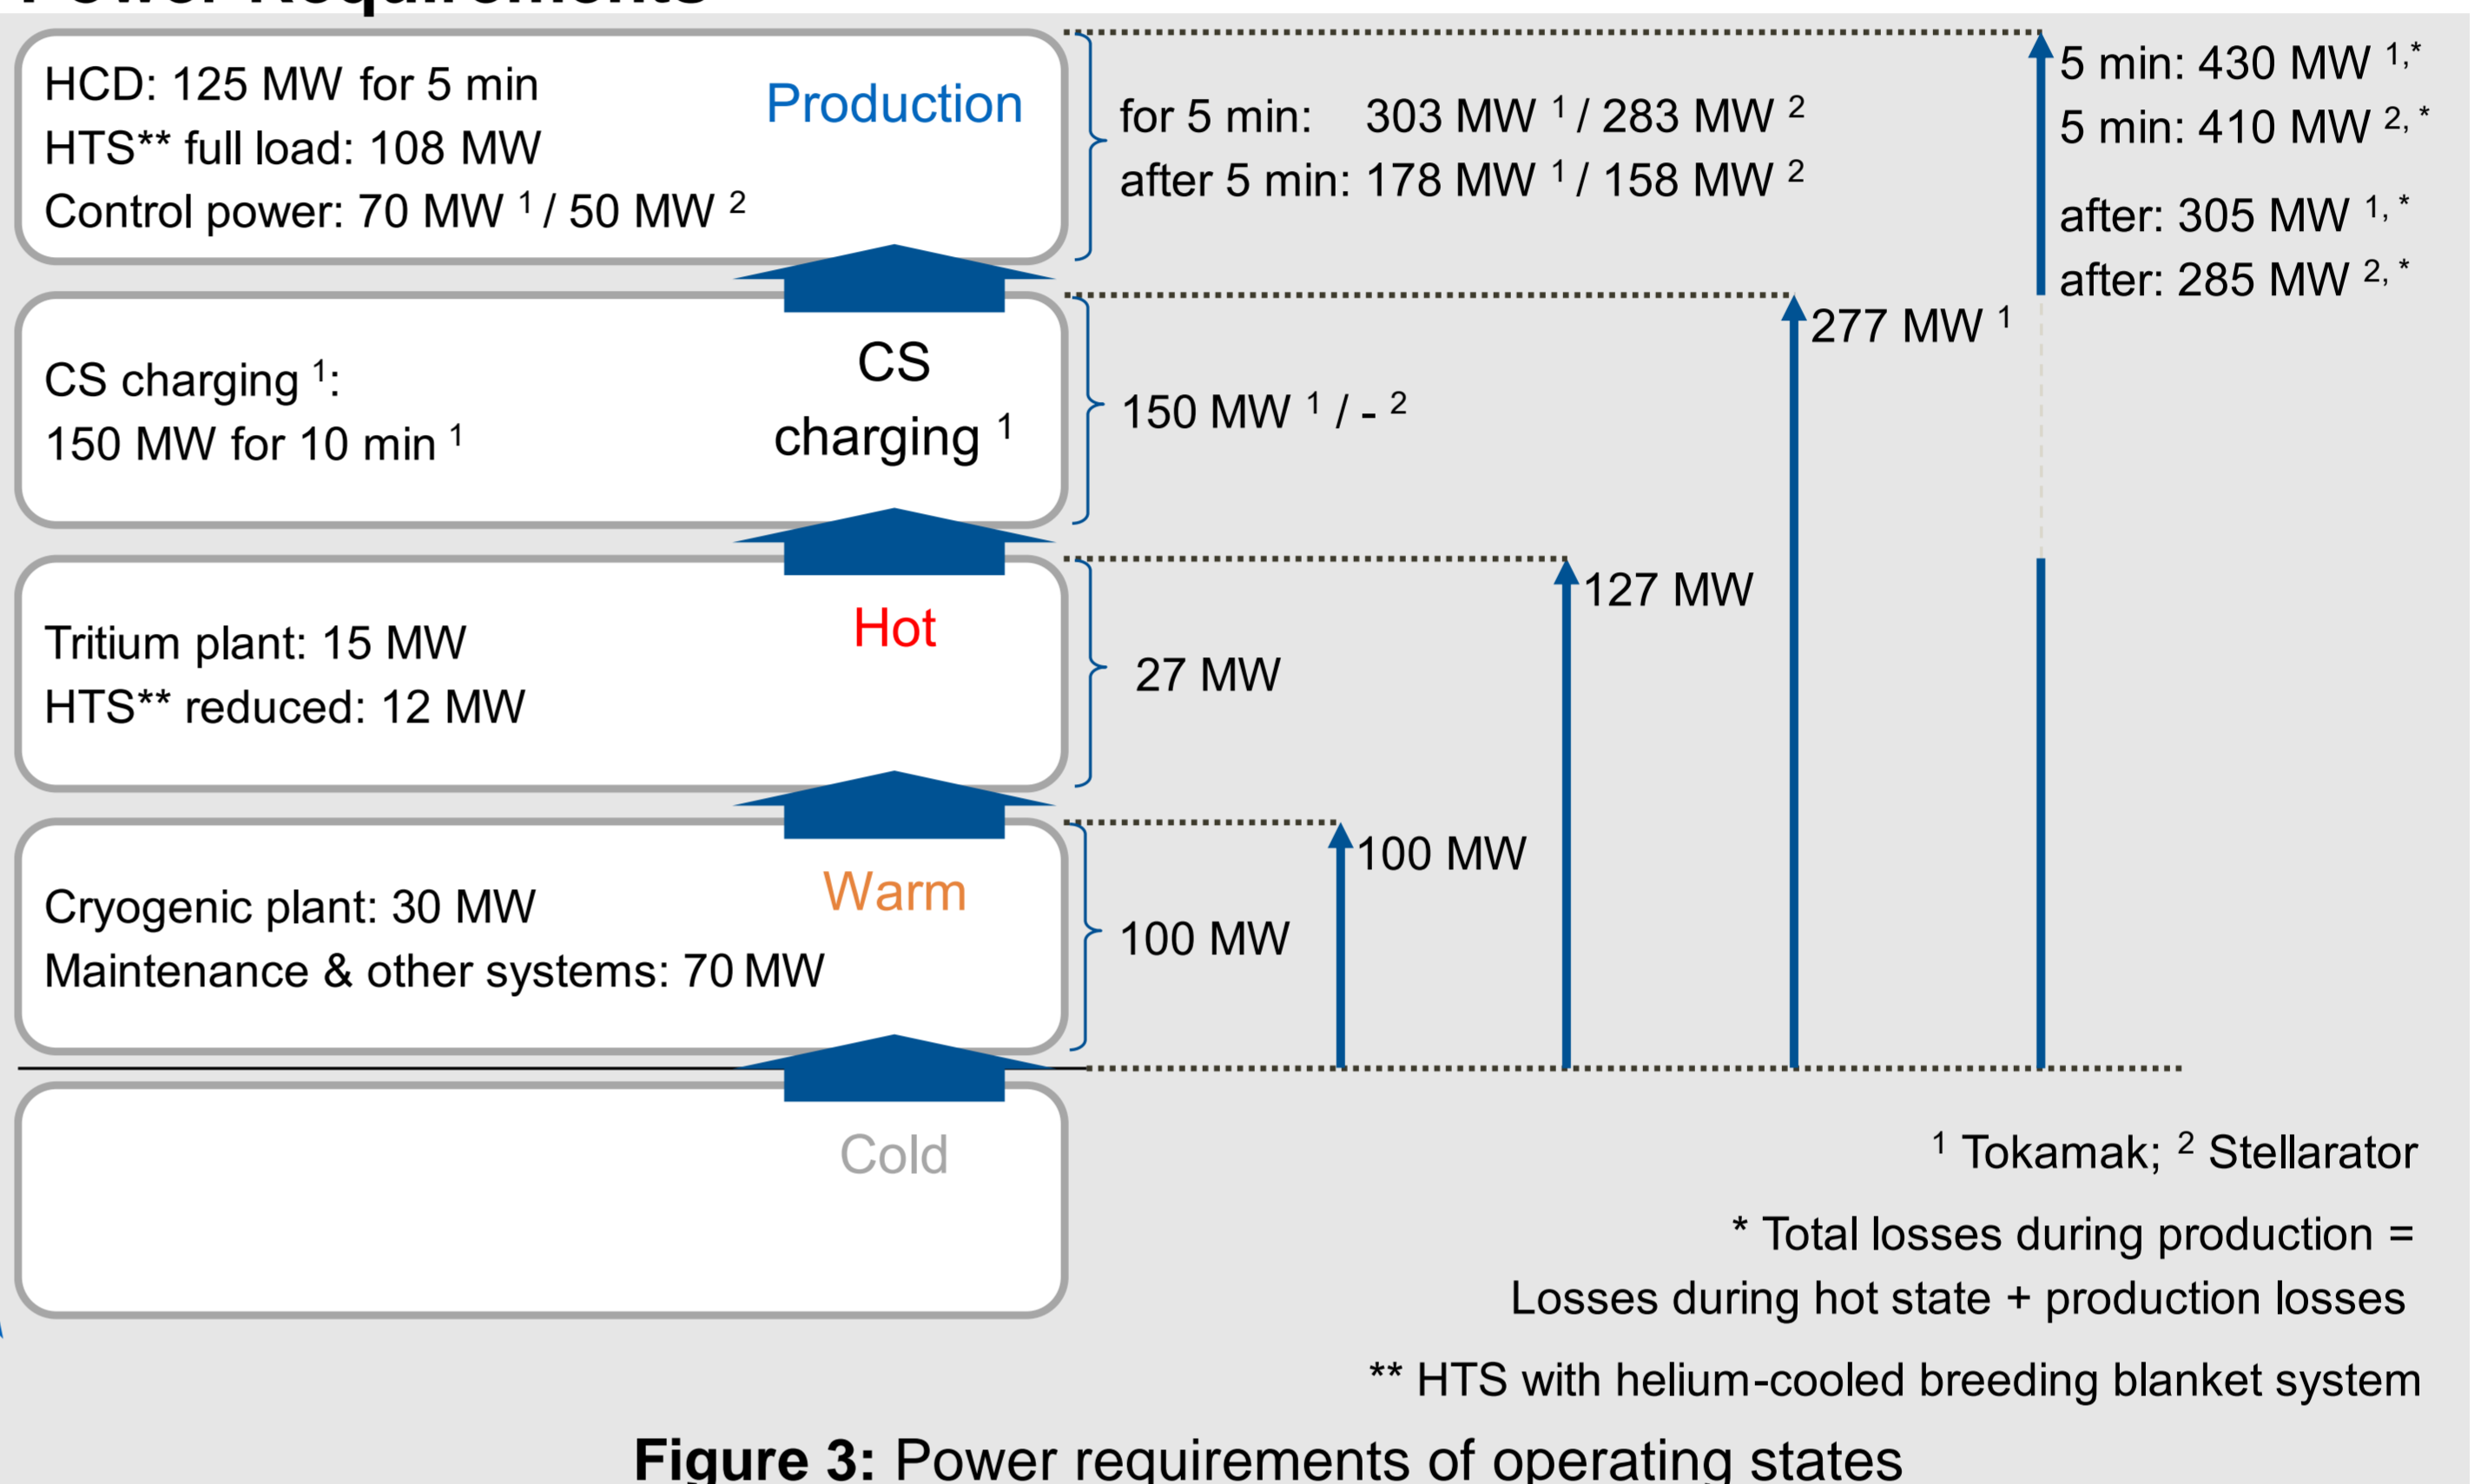 Power Requirements
HCD: 125 MW for 5 min
HTS** full load: 108 MW
Control power: 70 MW ¹ / 50 MW ²
Production
for 5 min: 303 MW ¹ / 283 MW ²
after 5 min: 178 MW ¹ / 158 MW ²
5 min: 430 MW ¹,*
5 min: 410 MW ², *
after: 305 MW ¹, *
after: 285 MW ², *
CS charging ¹:
150 MW for 10 min ¹
CS
charging ¹
150 MW ¹ / - ²
277 MW ¹
Tritium plant: 15 MW
HTS** reduced: 12 MW
Hot
27 MW
127 MW
Cryogenic plant: 30 MW
Maintenance & other systems: 70 MW
Warm
100 MW
100 MW
Cold
¹ Tokamak; ² Stellarator
* Total losses during production =
Losses during hot state + production losses
** HTS with helium-cooled breeding blanket system
Figure 3: Power requirements of operating states